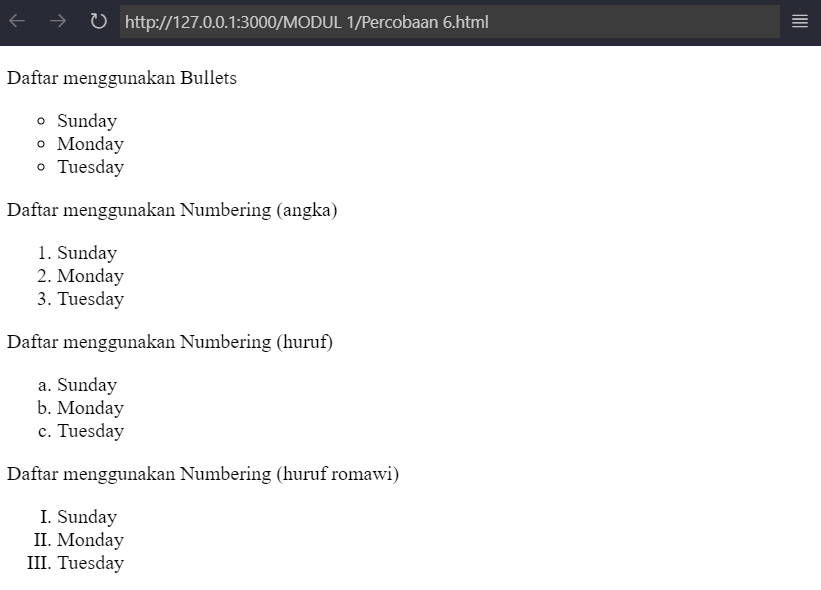 http://127.0.0.1:3000/MODUL 1/Percobaan 6.html
Daftar menggunakan Bullets
Sunday
Monday
Tuesday
Daftar menggunakan Numbering (angka)
1. Sunday
2. Monday
3. Tuesday
Daftar menggunakan Numbering (huruf)
a. Sunday
b. Monday
c. Tuesday
Daftar menggunakan Numbering (huruf romawi)
I. Sunday
II. Monday
III. Tuesday